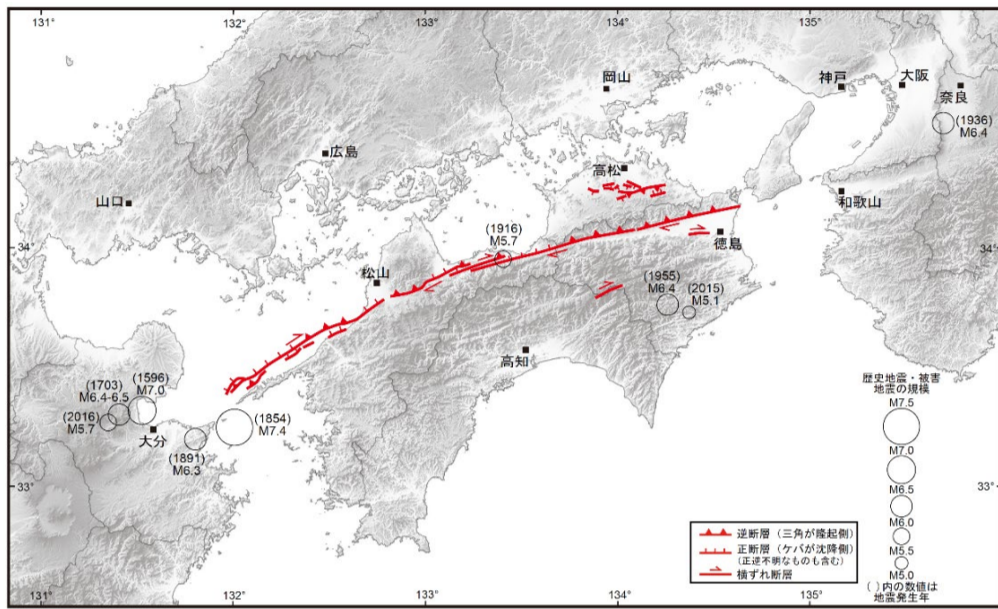 131°
132°
133°
134°
135°
岡山
神戸
大阪
奈良
(1936)
M6.4
広島
高松
山口
和歌山
34°
34°
(1916)
M5.7
徳島
松山
(1955)
M6.4
(2015)
M5.1
高知
(1596)
M7.0
(1703)
M6.4-6.5
(2016)
M5.7
大分
(1854)
M7.4
(1891)
M6.3
歴史地震・被害
地震の規模
M7.5
M7.0
M6.5
M6.0
M5.5
M5.0
( )内の数値は
地震発生年
33°
33°
逆断層(三角が隆起側)
正断層(ケバが沈降側)
(正逆不明なものも含む)
横ずれ断層
131°
132°
133°
134°
135°